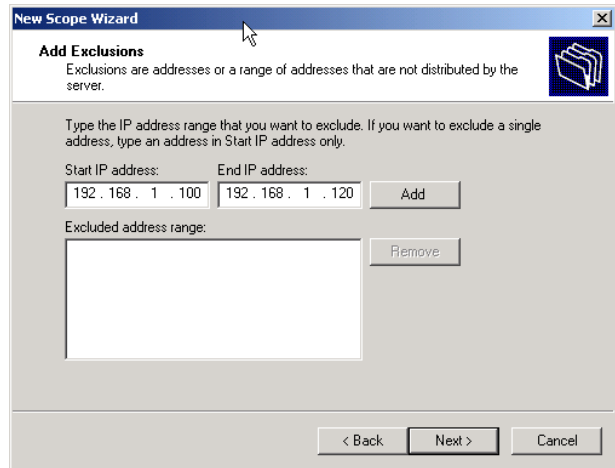 New Scope Wizard
Add Exclusions
Exclusions are addresses or a range of addresses that are not distributed by the
server.
Type the IP address range that you want to exclude. If you want to exclude a single
address, type an address in Start IP address only.
Start IP address: End IP address:
192 . 168 . 1 . 100 192 . 168 . 1 . 120 Add
Excluded address range:
Remove
< Back Next > Cancel